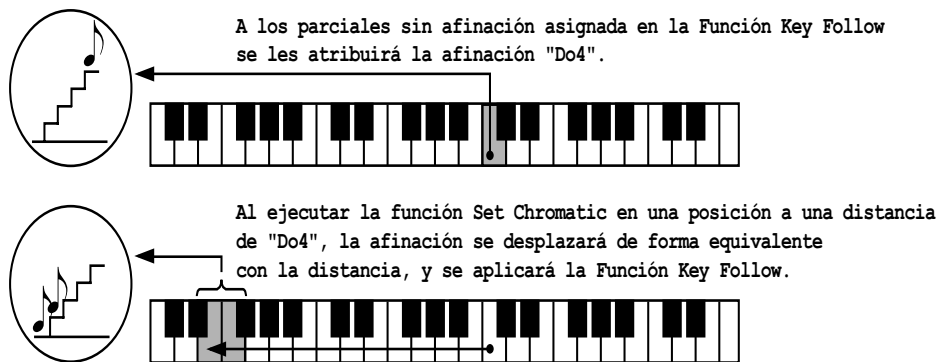 A los parciales sin afinación asignada en la Función Key Follow
se les atribuirá la afinación "Do4".
Al ejecutar la función Set Chromatic en una posición a una distancia
de "Do4", la afinación se desplazará de forma equivalente
con la distancia, y se aplicará la Función Key Follow.